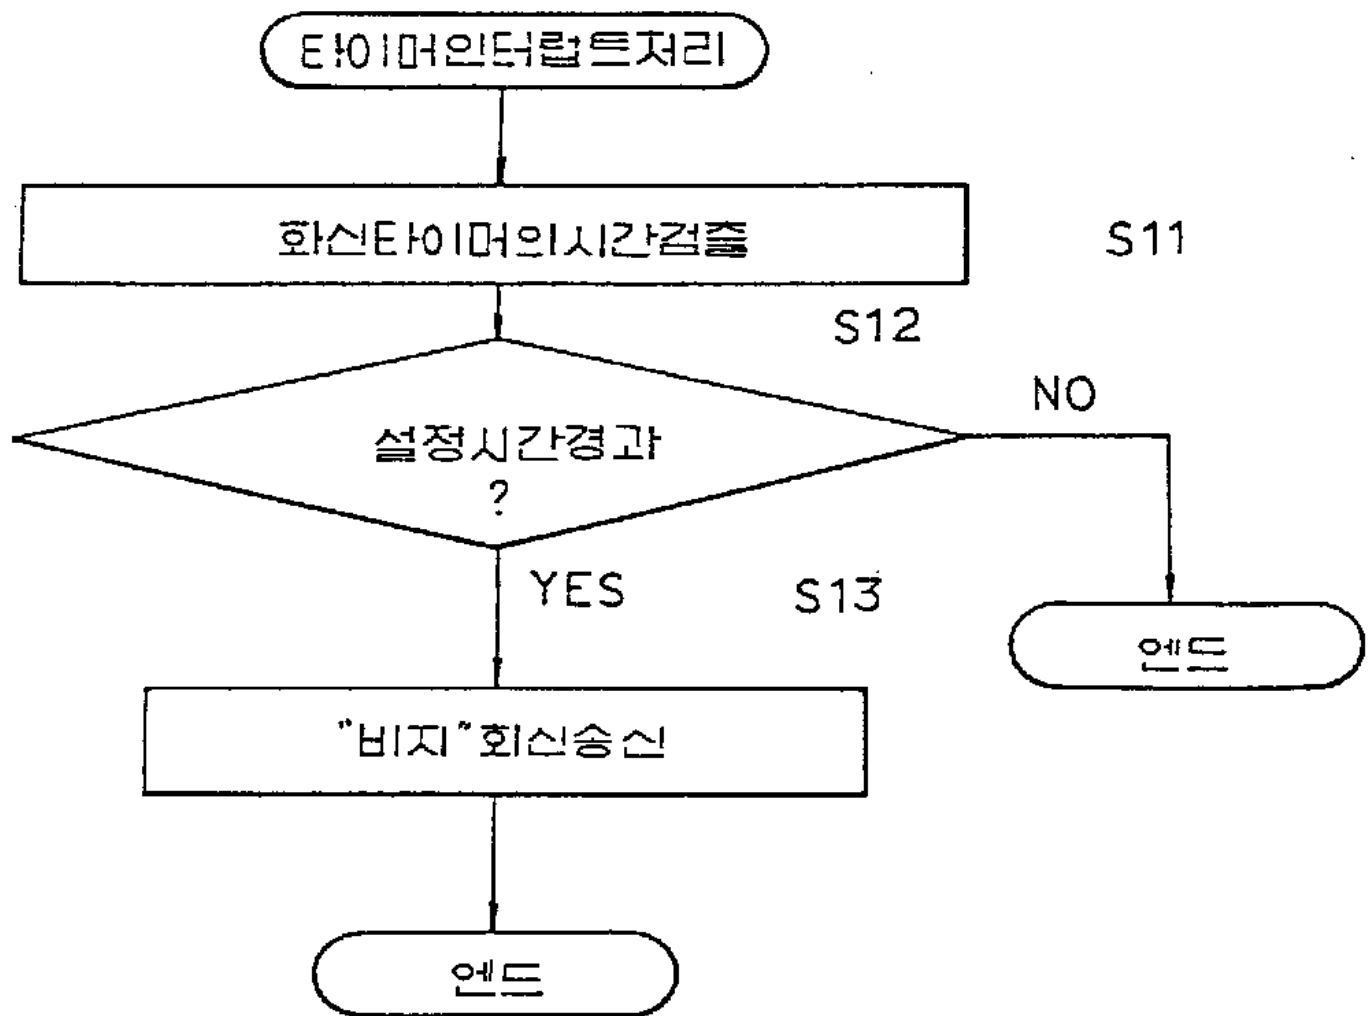 타이머인터럽트처리
화신타이머의시간검출
S11
S12
NO
설정시간경과
?
YES
S13
엔드
"비지"회신송신
엔드